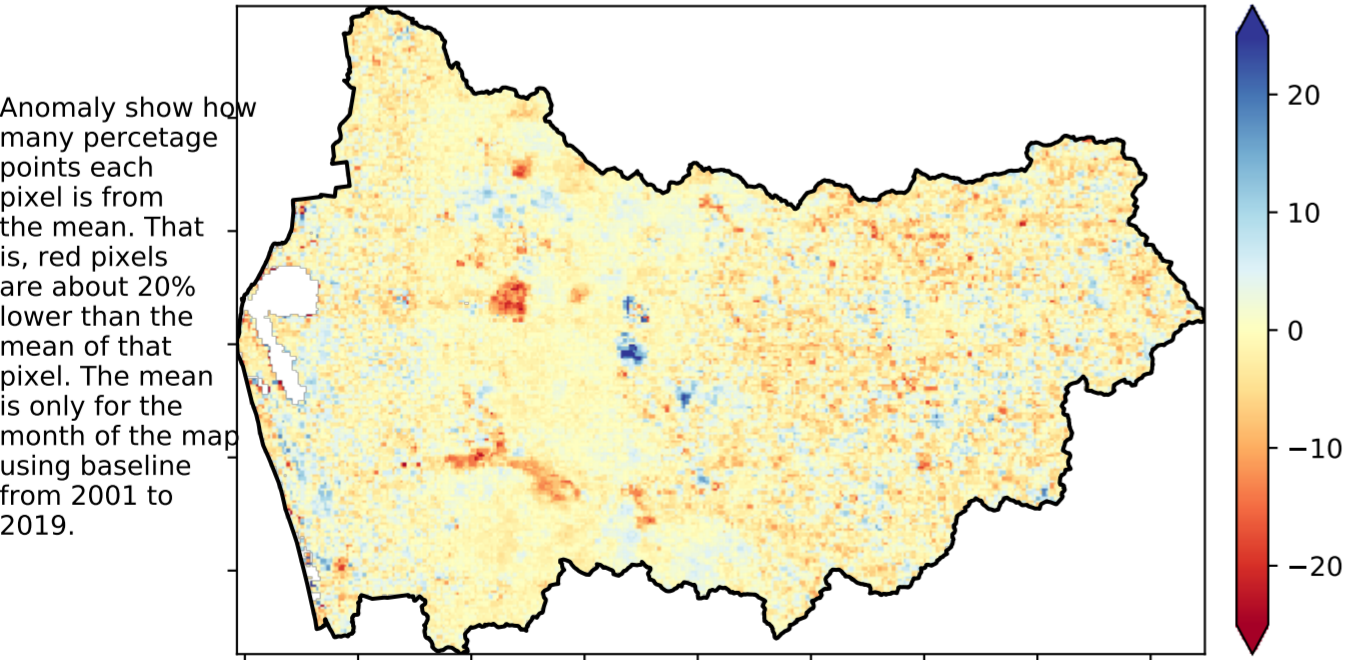 Anomaly show how
many percetage
points each
pixel is from
the mean. That
is, red pixels
are about 20%
lower than the
mean of that
pixel. The mean
is only for the
month of the map
using baseline
from 2001 to
2019.
20
10
0
−10
−20